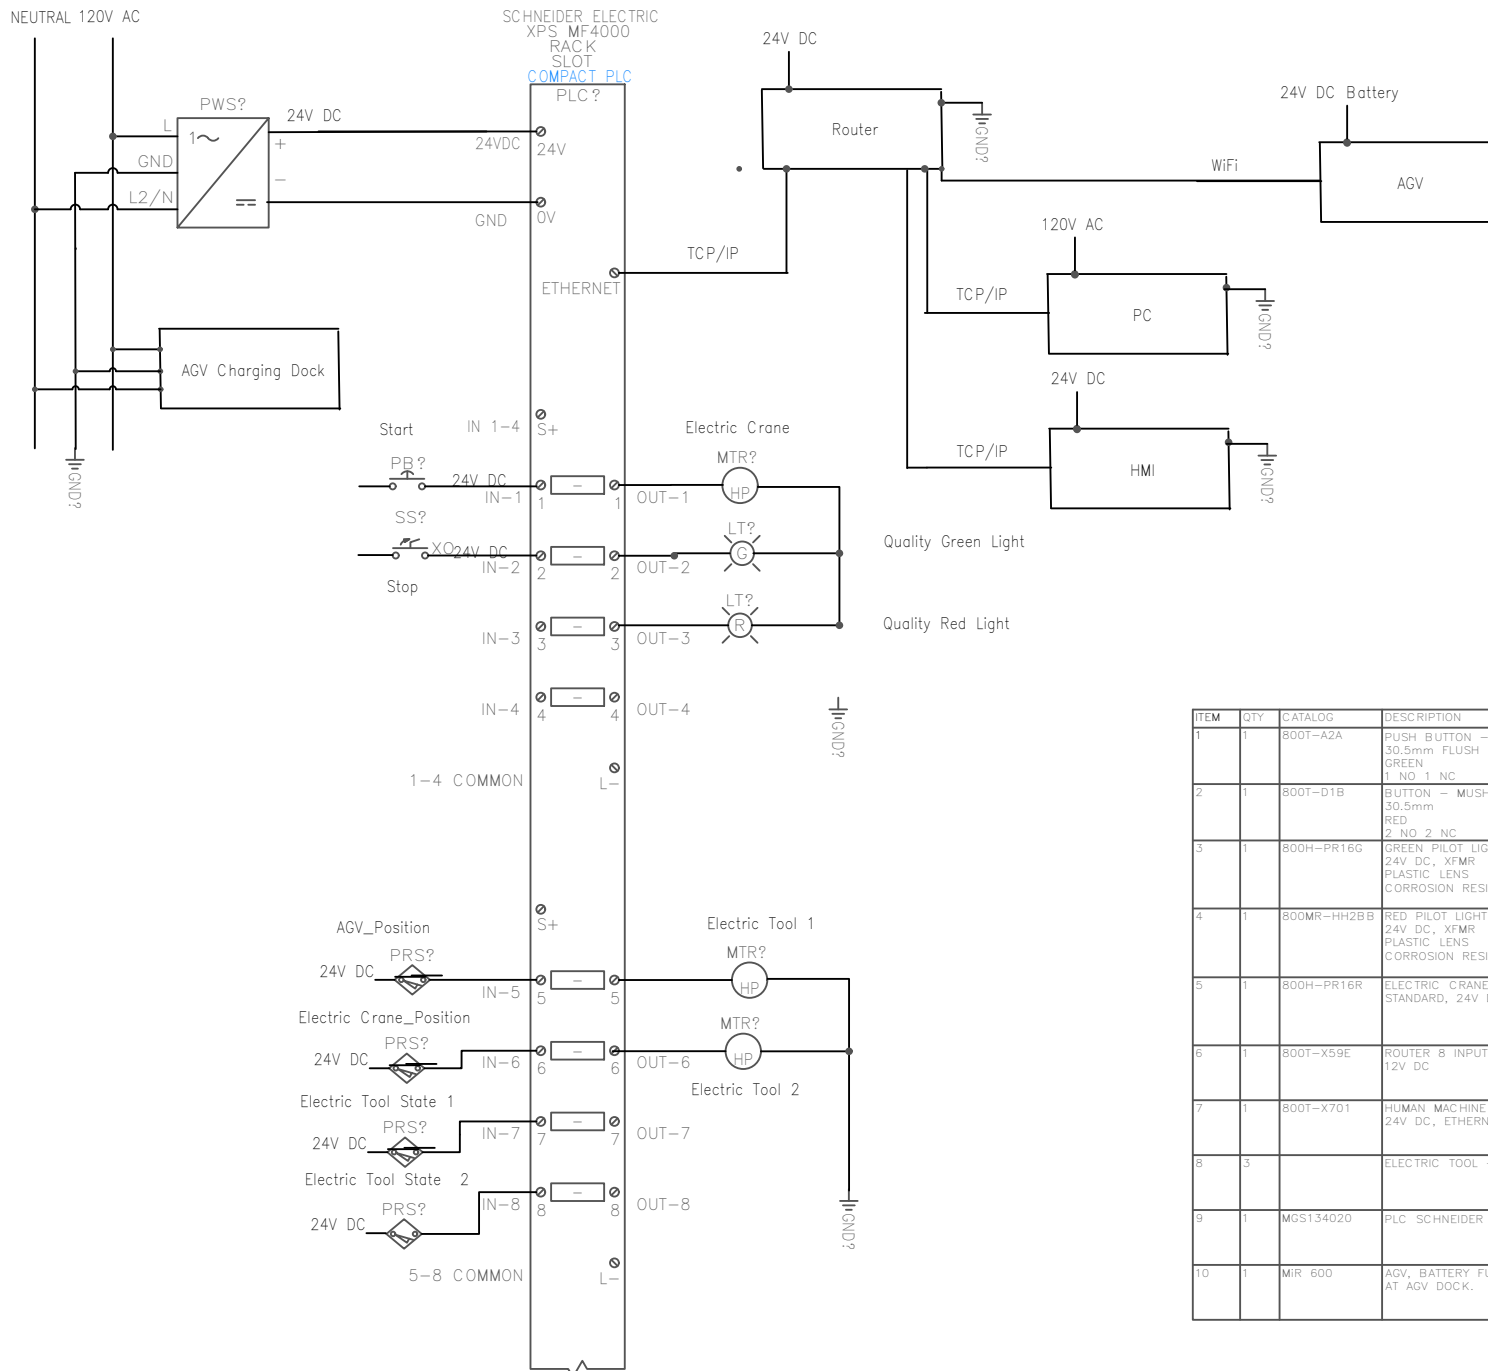 NEUTRAL 120V AC
SCHNEIDER ELECTRIC
XPS MF4000
RACK
SLOT
COMPACT PLC
PLC?
PWS?
L
1
GND
L2/N
+
-
24V DC
24VDC
24V
GND
0V
ETHERNET
TCP/IP
24V DC
Router
GND?
WiFi
24V DC Battery
AGV
120V AC
TCP/IP
PC
GND?
24V DC
TCP/IP
HMI
GND?
AGV Charging Dock
GND?
IN 1-4
S+
Start
PB?
24V DC
IN-1
1
-
1
OUT-1
Electric Crane
MTR?
HP
SS?
XO
24V DC
Stop
IN-2
2
-
2
OUT-2
LT?
G
Quality Green Light
IN-3
3
-
3
OUT-3
LT?
R
Quality Red Light
IN-4
4
-
4
OUT-4
GND?
1-4 COMMON
L-
S+
AGV_Position
PRS?
24V DC
IN-5
5
-
5
Electric Tool 1
MTR?
HP
Electric Crane_Position
PRS?
24V DC
IN-6
6
-
6
OUT-6
MTR?
HP
Electric Tool 2
Electric Tool State 1
PRS?
24V DC
IN-7
7
-
7
OUT-7
Electric Tool State 2
PRS?
24V DC
IN-8
8
-
8
OUT-8
GND?
5-8 COMMON
L-
ITEM QTY CATALOG DESCRIPTION
1 1 800T-A2A PUSH BUTTON -
30.5mm FLUSH
GREEN
1 NO 1 NC
2 1 800T-D1B BUTTON - MUSH
30.5mm
RED
2 NO 2 NC
3 1 800H-PR16G GREEN PILOT LIG
24V DC, XFMR
PLASTIC LENS
CORROSION RESI
4 1 800MR-HH2BB RED PILOT LIGHT
24V DC, XFMR
PLASTIC LENS
CORROSION RESI
5 1 800H-PR16R ELECTRIC CRANE
STANDARD, 24V
6 1 800T-X59E ROUTER 8 INPUT
12V DC
7 1 800T-X701 HUMAN MACHINE
24V DC, ETHERN
8 3 ELECTRIC TOOL
9 1 MGS134020 PLC SCHNEIDER
10 1 MIR 600 AGV, BATTERY FU
AT AGV DOCK.